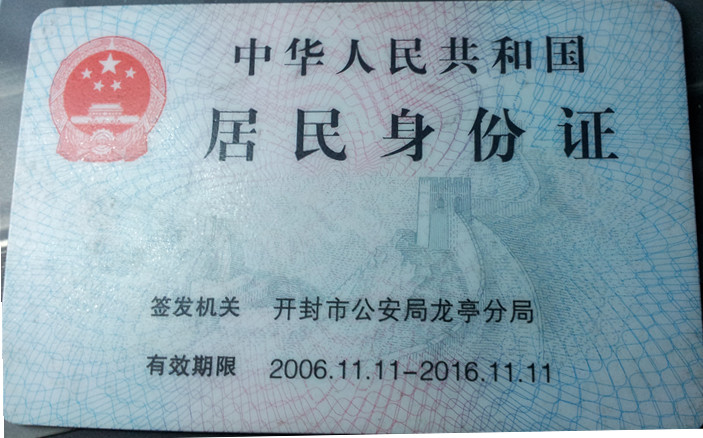 中华人民共和国
居民身份证
签发机关 开封市公安局龙亭分局
有效期限 2006.11.11-2016.11.11